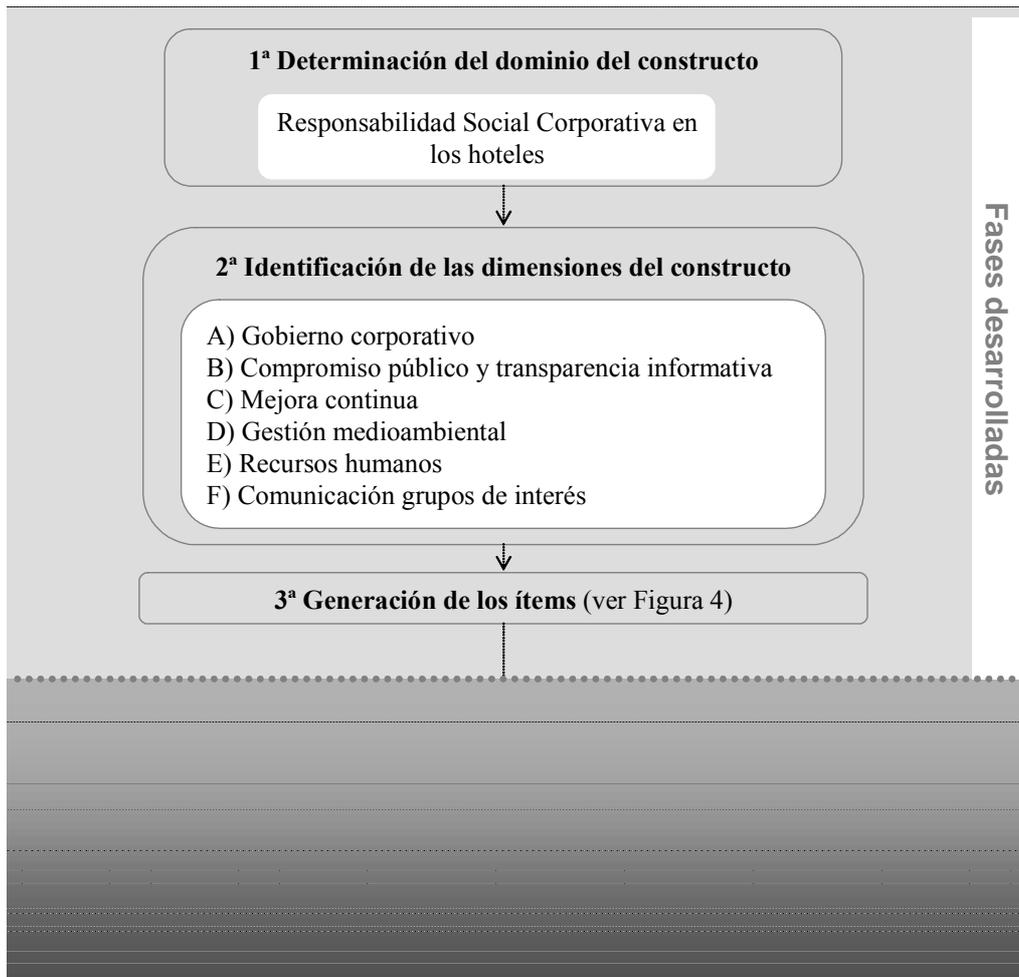 1ª Determinación del dominio del constructo
Responsabilidad Social Corporativa en
los hoteles
2ª Identificación de las dimensiones del constructo
A) Gobierno corporativo
B) Compromiso público y transparencia informativa
C) Mejora continua
D) Gestión medioambiental
E) Recursos humanos
F) Comunicación grupos de interés
3ª Generación de los ítems (ver Figura 4)
Fases desarrolladas